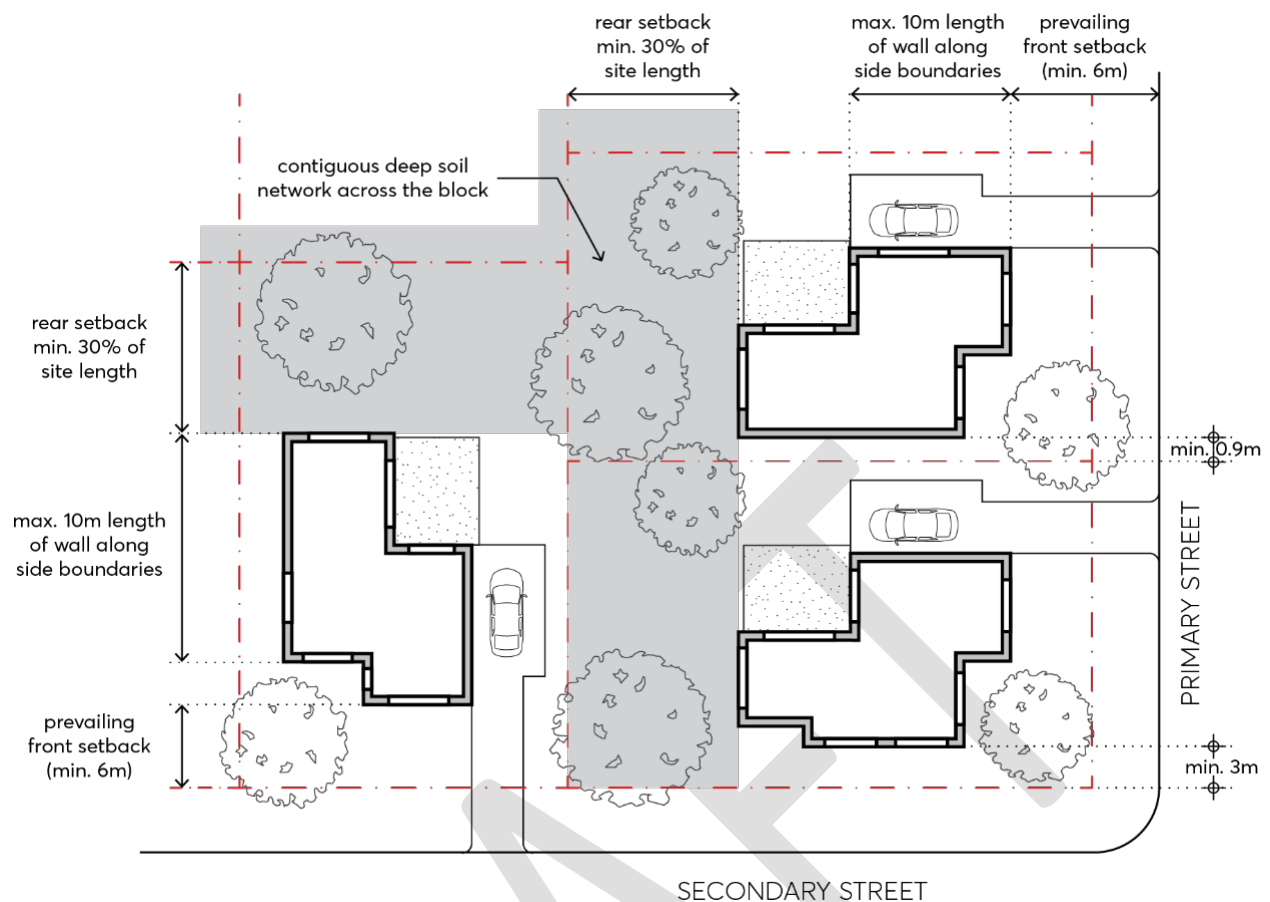 rear setback
min. 30% of
site length
max. 10m length
of wall along
side boundaries
prevailing
front setback
(min. 6m)
contiguous deep soil
network across the block
rear setback
min. 30% of
site length
min. 0.9m
max. 10m length
of wall along
side boundaries
PRIMARY STREET
prevailing
front setback
(min. 6m)
min. 3m
SECONDARY STREET